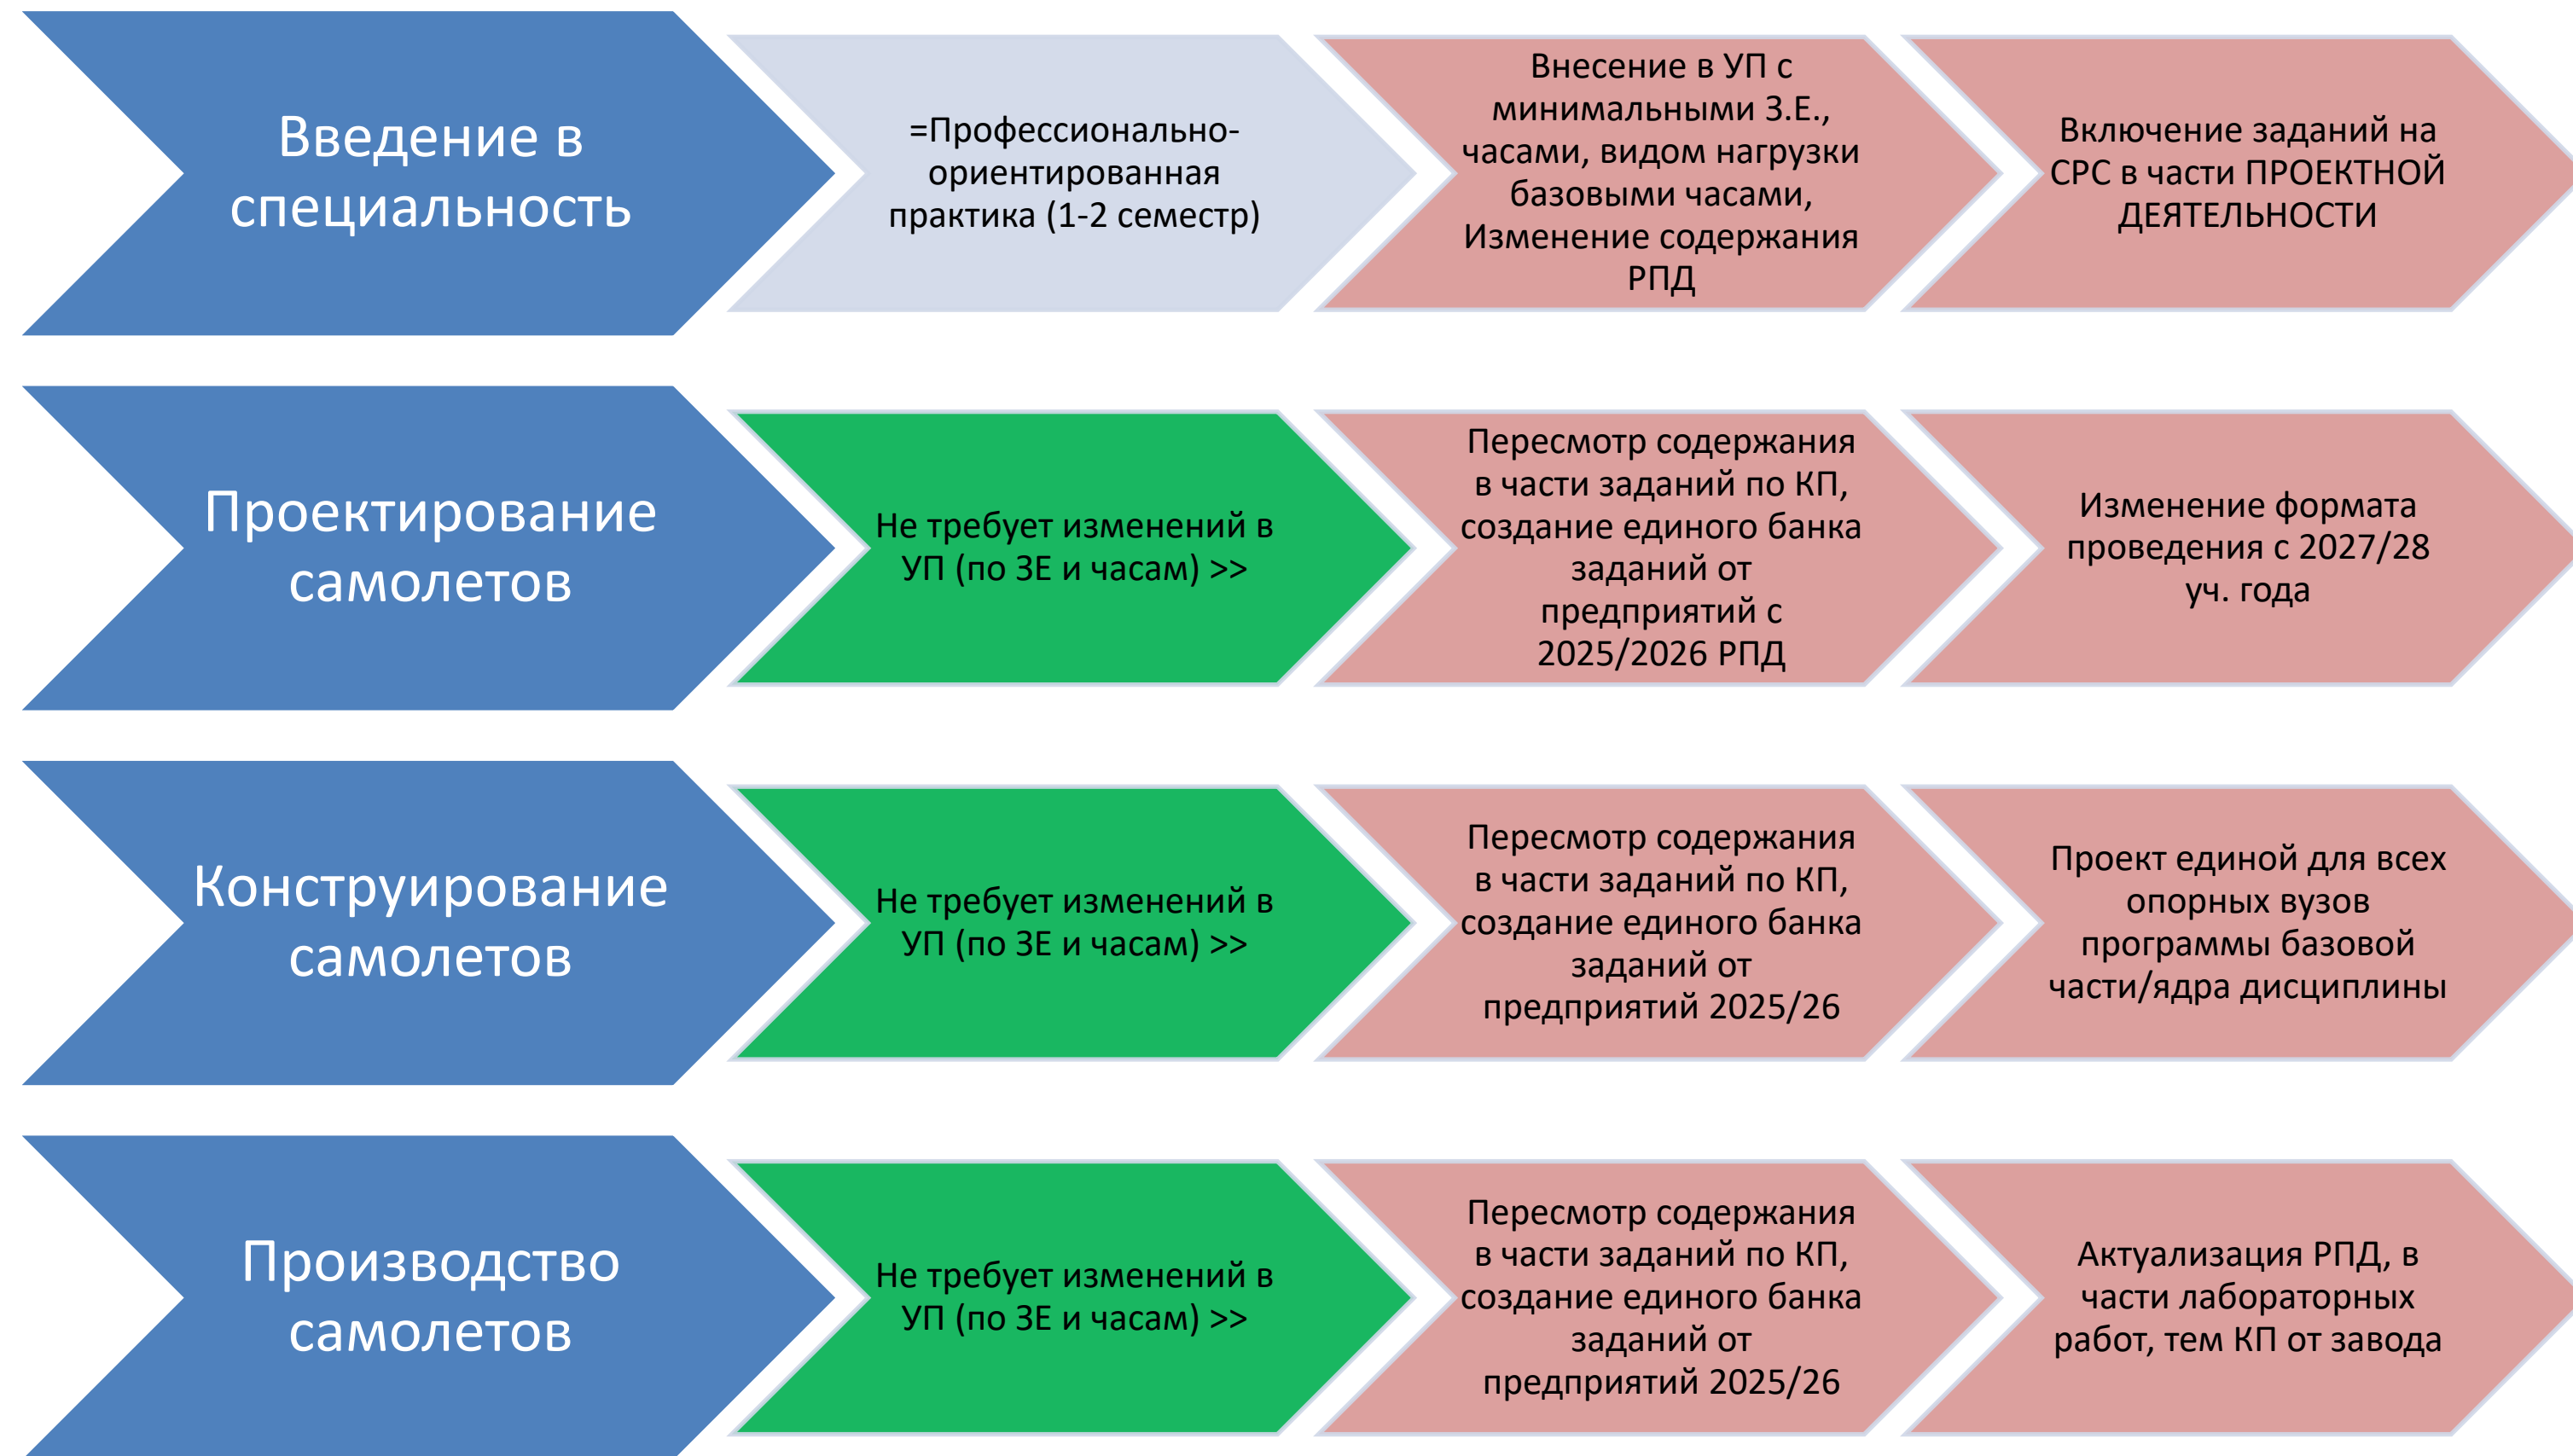 Введение в
специальность
=Профессионально-
ориентированная
практика (1-2 семестр)
Внесение в УП с
минимальными З.Е.,
часами, видом нагрузки
базовыми часами,
Изменение содержания
РПД
Включение заданий на
СРС в части ПРОЕКТНОЙ
ДЕЯТЕЛЬНОСТИ
Проектирование
самолетов
Не требует изменений в
УП (по ЗЕ и часам) >>
Пересмотр содержания
в части заданий по КП,
создание единого банка
заданий от
предприятий с
2025/2026 РПД
Изменение формата
проведения с 2027/28
уч. года
Конструирование
самолетов
Не требует изменений в
УП (по ЗЕ и часам) >>
Пересмотр содержания
в части заданий по КП,
создание единого банка
заданий от
предприятий 2025/26
Проект единой для всех
опорных вузов
программы базовой
части/ядра дисциплины
Производство
самолетов
Не требует изменений в
УП (по ЗЕ и часам) >>
Пересмотр содержания
в части заданий по КП,
создание единого банка
заданий от
предприятий 2025/26
Актуализация РПД, в
части лабораторных
работ, тем КП от завода